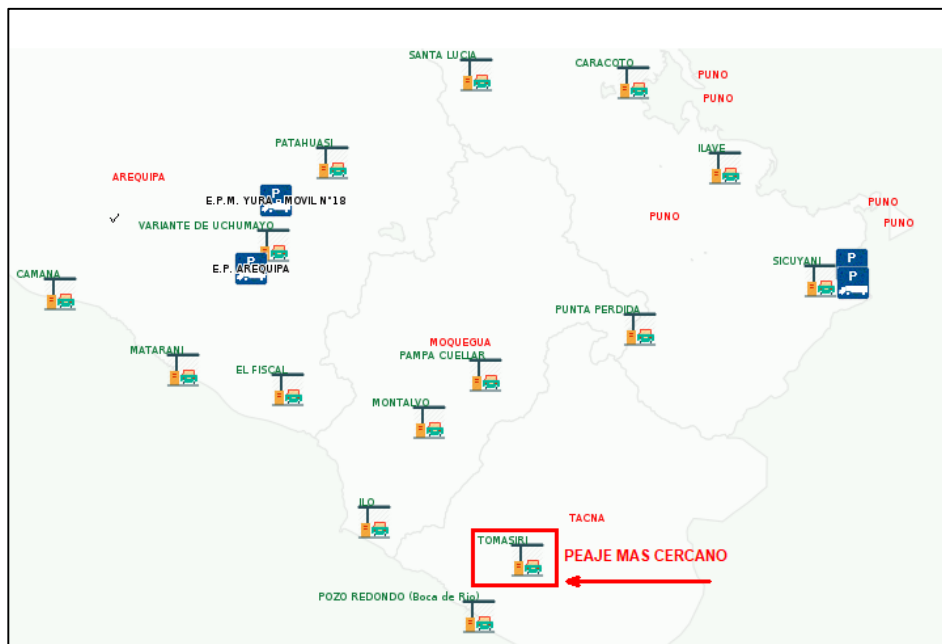 SANTA LUCIA
CARACOTO
PUNO
PUNO
PATAHUASI
ILAVE
AREQUIPA
P
E.P.M. YURA - MOVIL N°18
PUNO
PUNO
PUNO
VARIANTE DE UCHUMAYO
P
E.P. AREQUIPA
SICUYANI
P
P
CAMANA
PUNTA PERDIDA
MATARANI
MOQUEGUA
PAMPA CUELLAR
EL FISCAL
MONTALVO
ILO
TACNA
TOMASIRI
PEAJE MAS CERCANO
POZO REDONDO (Boca de Rio)